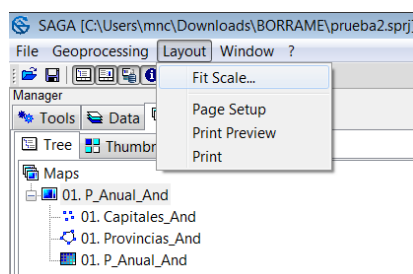 SAGA [C:\Users\mnc\Downloads\BORRAME\prueba2.sprj]
File Geoprocessing Layout Window ?
Fit Scale...
Manager
Page Setup
Tools Data
Print Preview
Tree Thumbr
Print
Maps
01. P_Anual_And
01. Capitales_And
01. Provincias_And
01. P_Anual_And